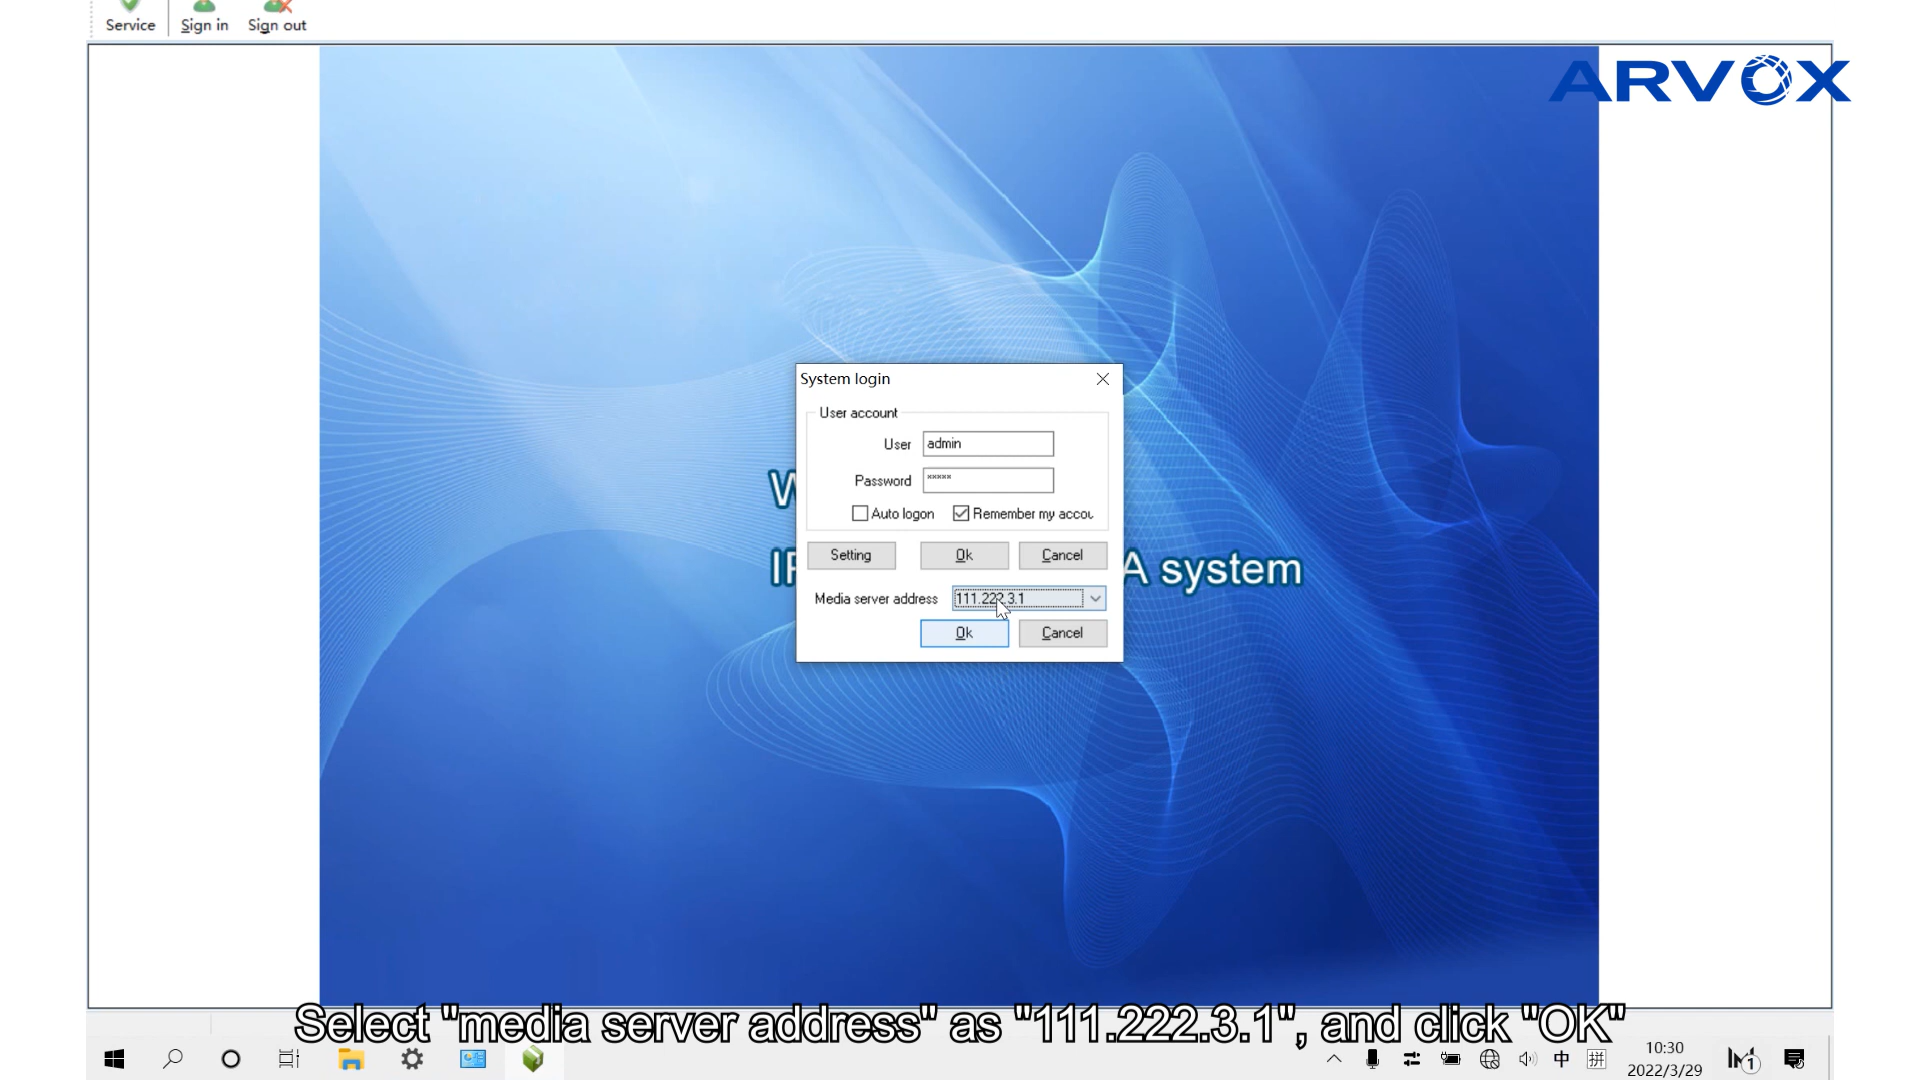 Service
Sign in
Sign out
ARVOX
System login
User account
User
admin
Password
*****
Auto logon
Remember my accou
Setting
Ok
Cancel
A system
Media server address
111.222.3.1
Ok
Cancel
Select "media server address" as "111.222.3.1", and click "OK"
中
拼
10:30
2022/3/29
1